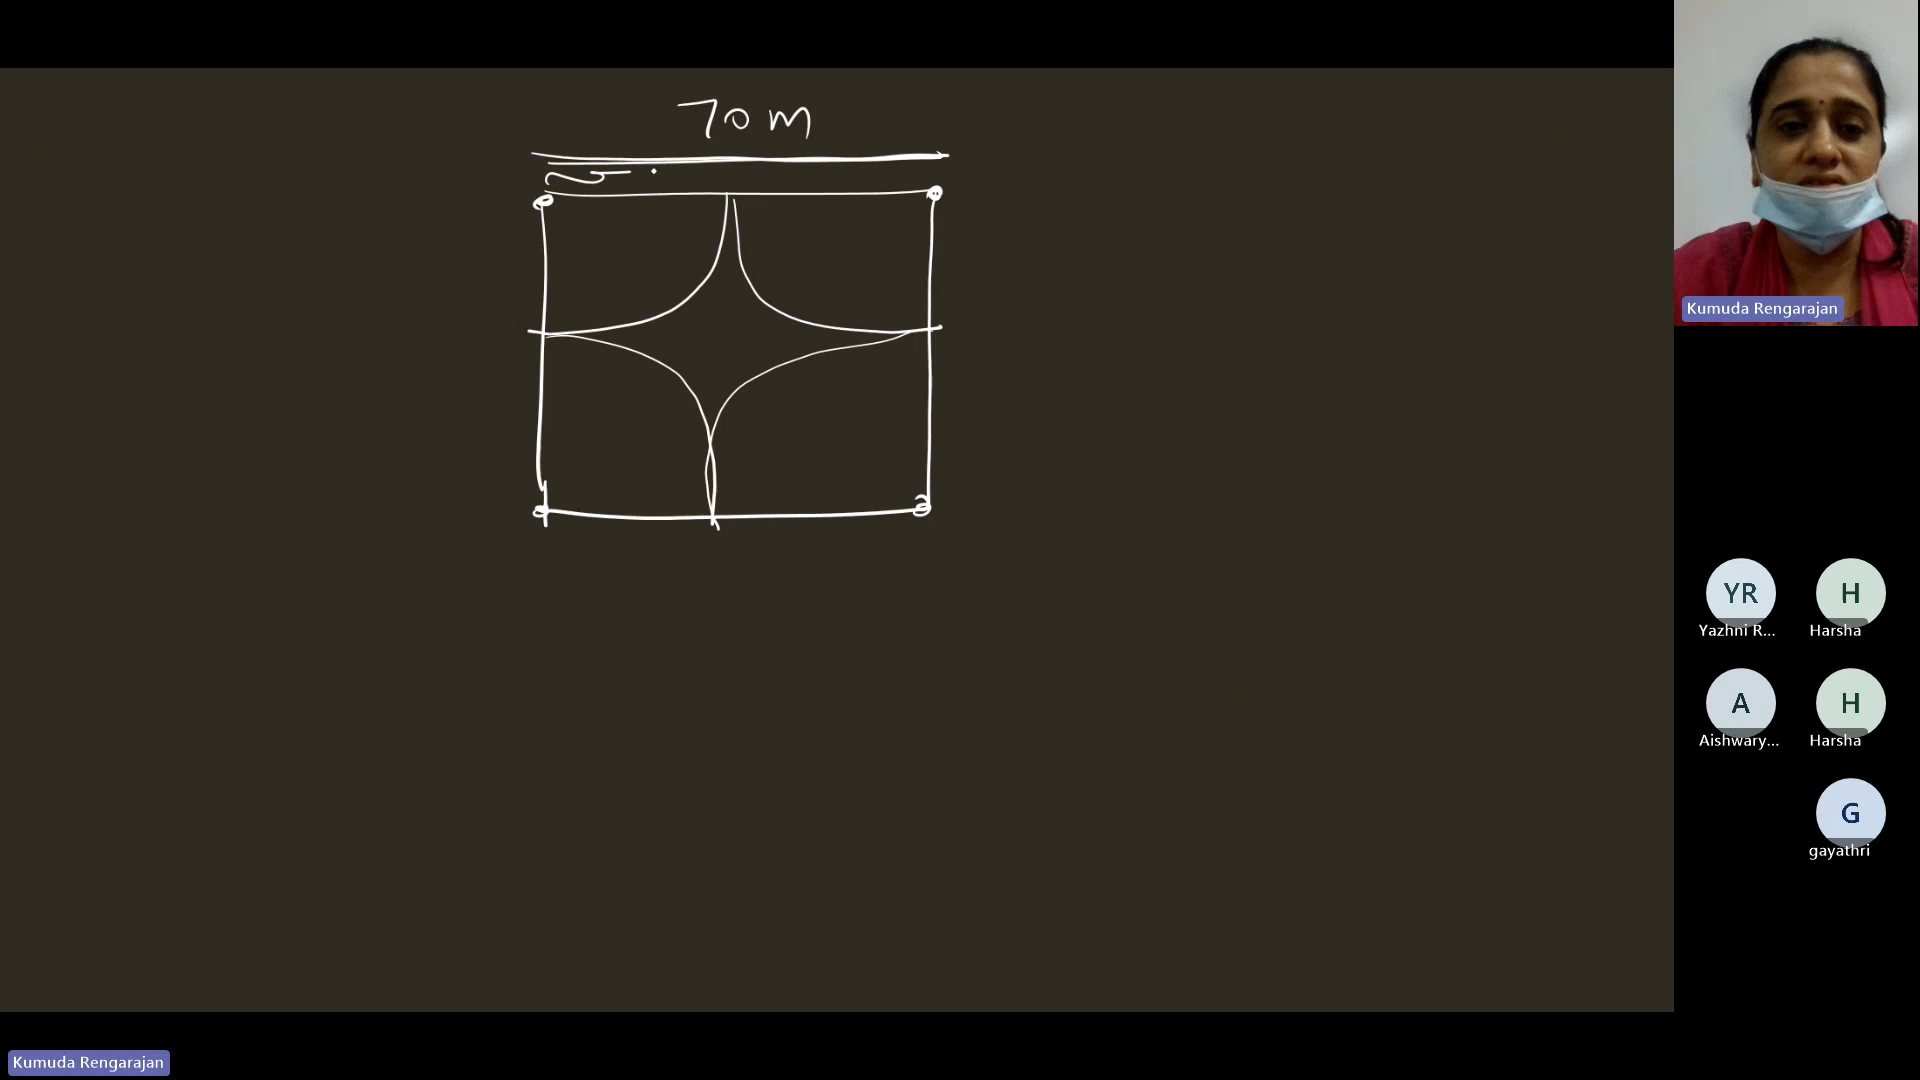 70 m
Kumuda Rengarajan
YR
H
Yazhni R...
Harsha
A
H
Aishwary...
Harsha
G
gayathri
Kumuda Rengarajan